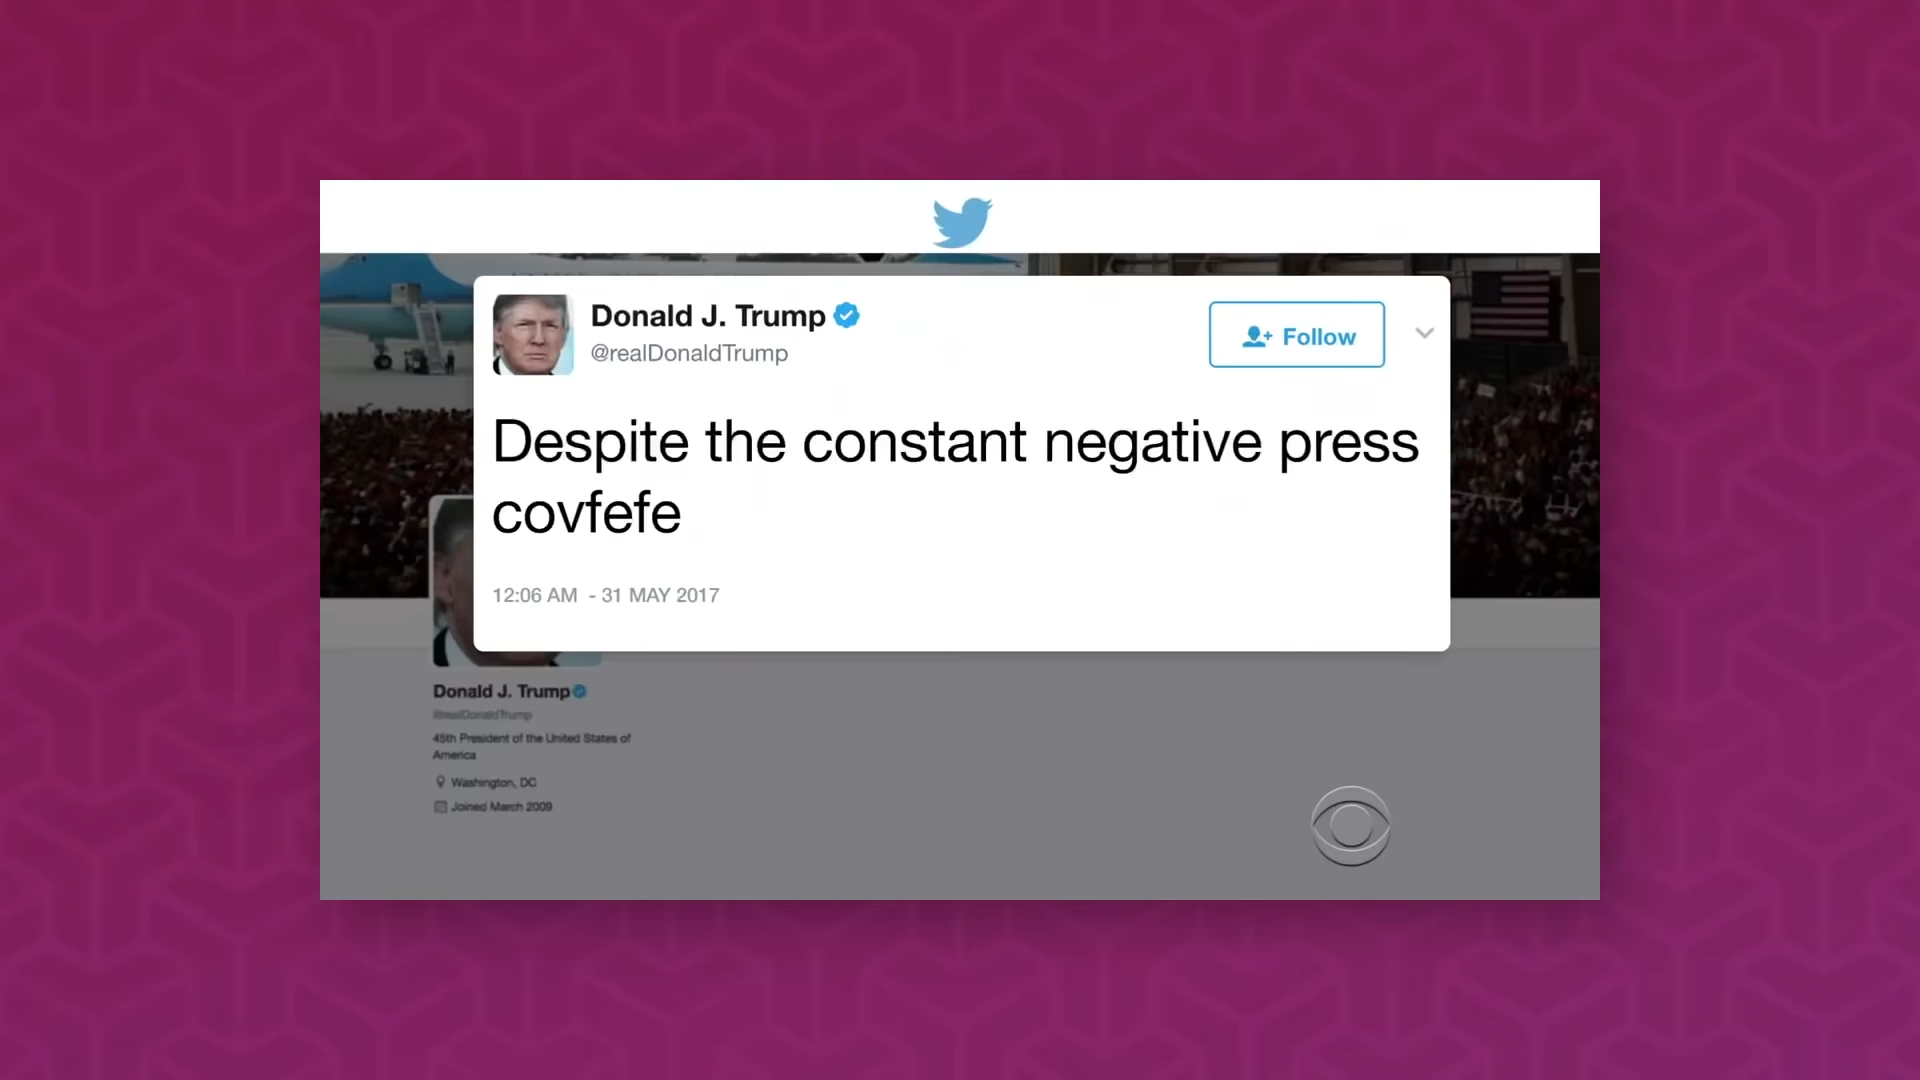 Donald J. Trump
@realDonaldTrump
Follow
Despite the constant negative press
covfefe
12:06 AM - 31 MAY 2017
Donald J. Trump
@realDonaldTrump
45th President of the United States of
America
Washington, DC
Joined March 2009